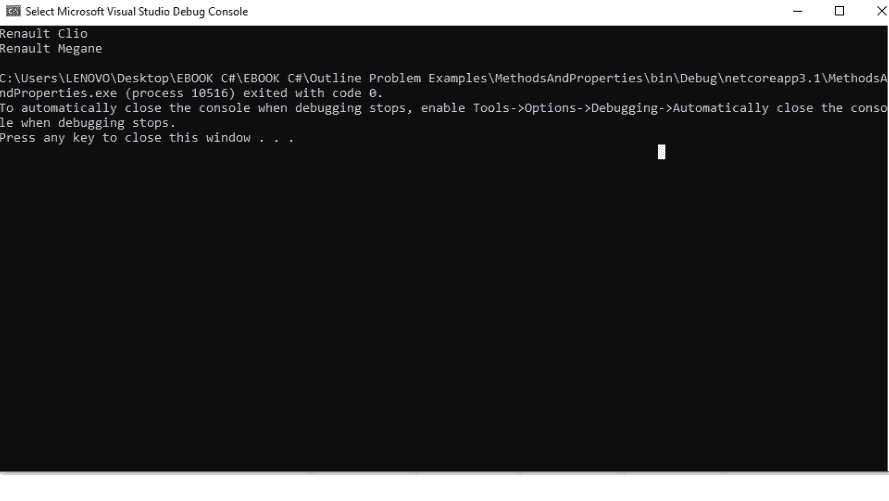 Select Microsoft Visual Studio Debug Console
Renault Clio
Renault Megane
C:\Users\LENOVO\Desktop\EBOOK C#\EBOOK C#\Outline Problem Examples\MethodsAndProperties\bin\Debug\netcoreapp3.1\MethodsA
ndProperties.exe (process 10516) exited with code 0.
To automatically close the console when debugging stops, enable Tools->Options->Debugging->Automatically close the conso
le when debugging stops.
Press any key to close this window . . .